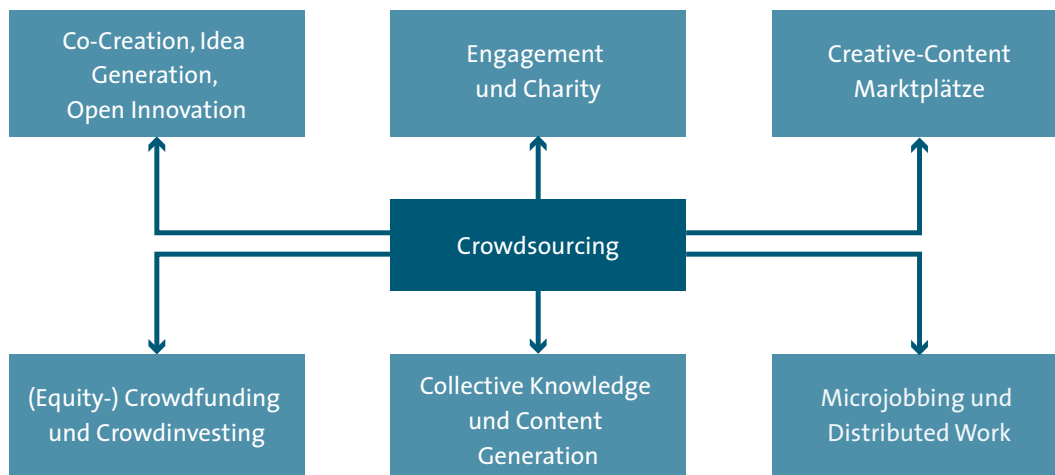 Co-Creation, Idea
Generation,
Open Innovation
Engagement
und Charity
Creative-Content
Marktplätze
Crowdsourcing
(Equity-) Crowdfunding
und Crowdinvesting
Collective Knowledge
und Content
Generation
Microjobbing und
Distributed Work